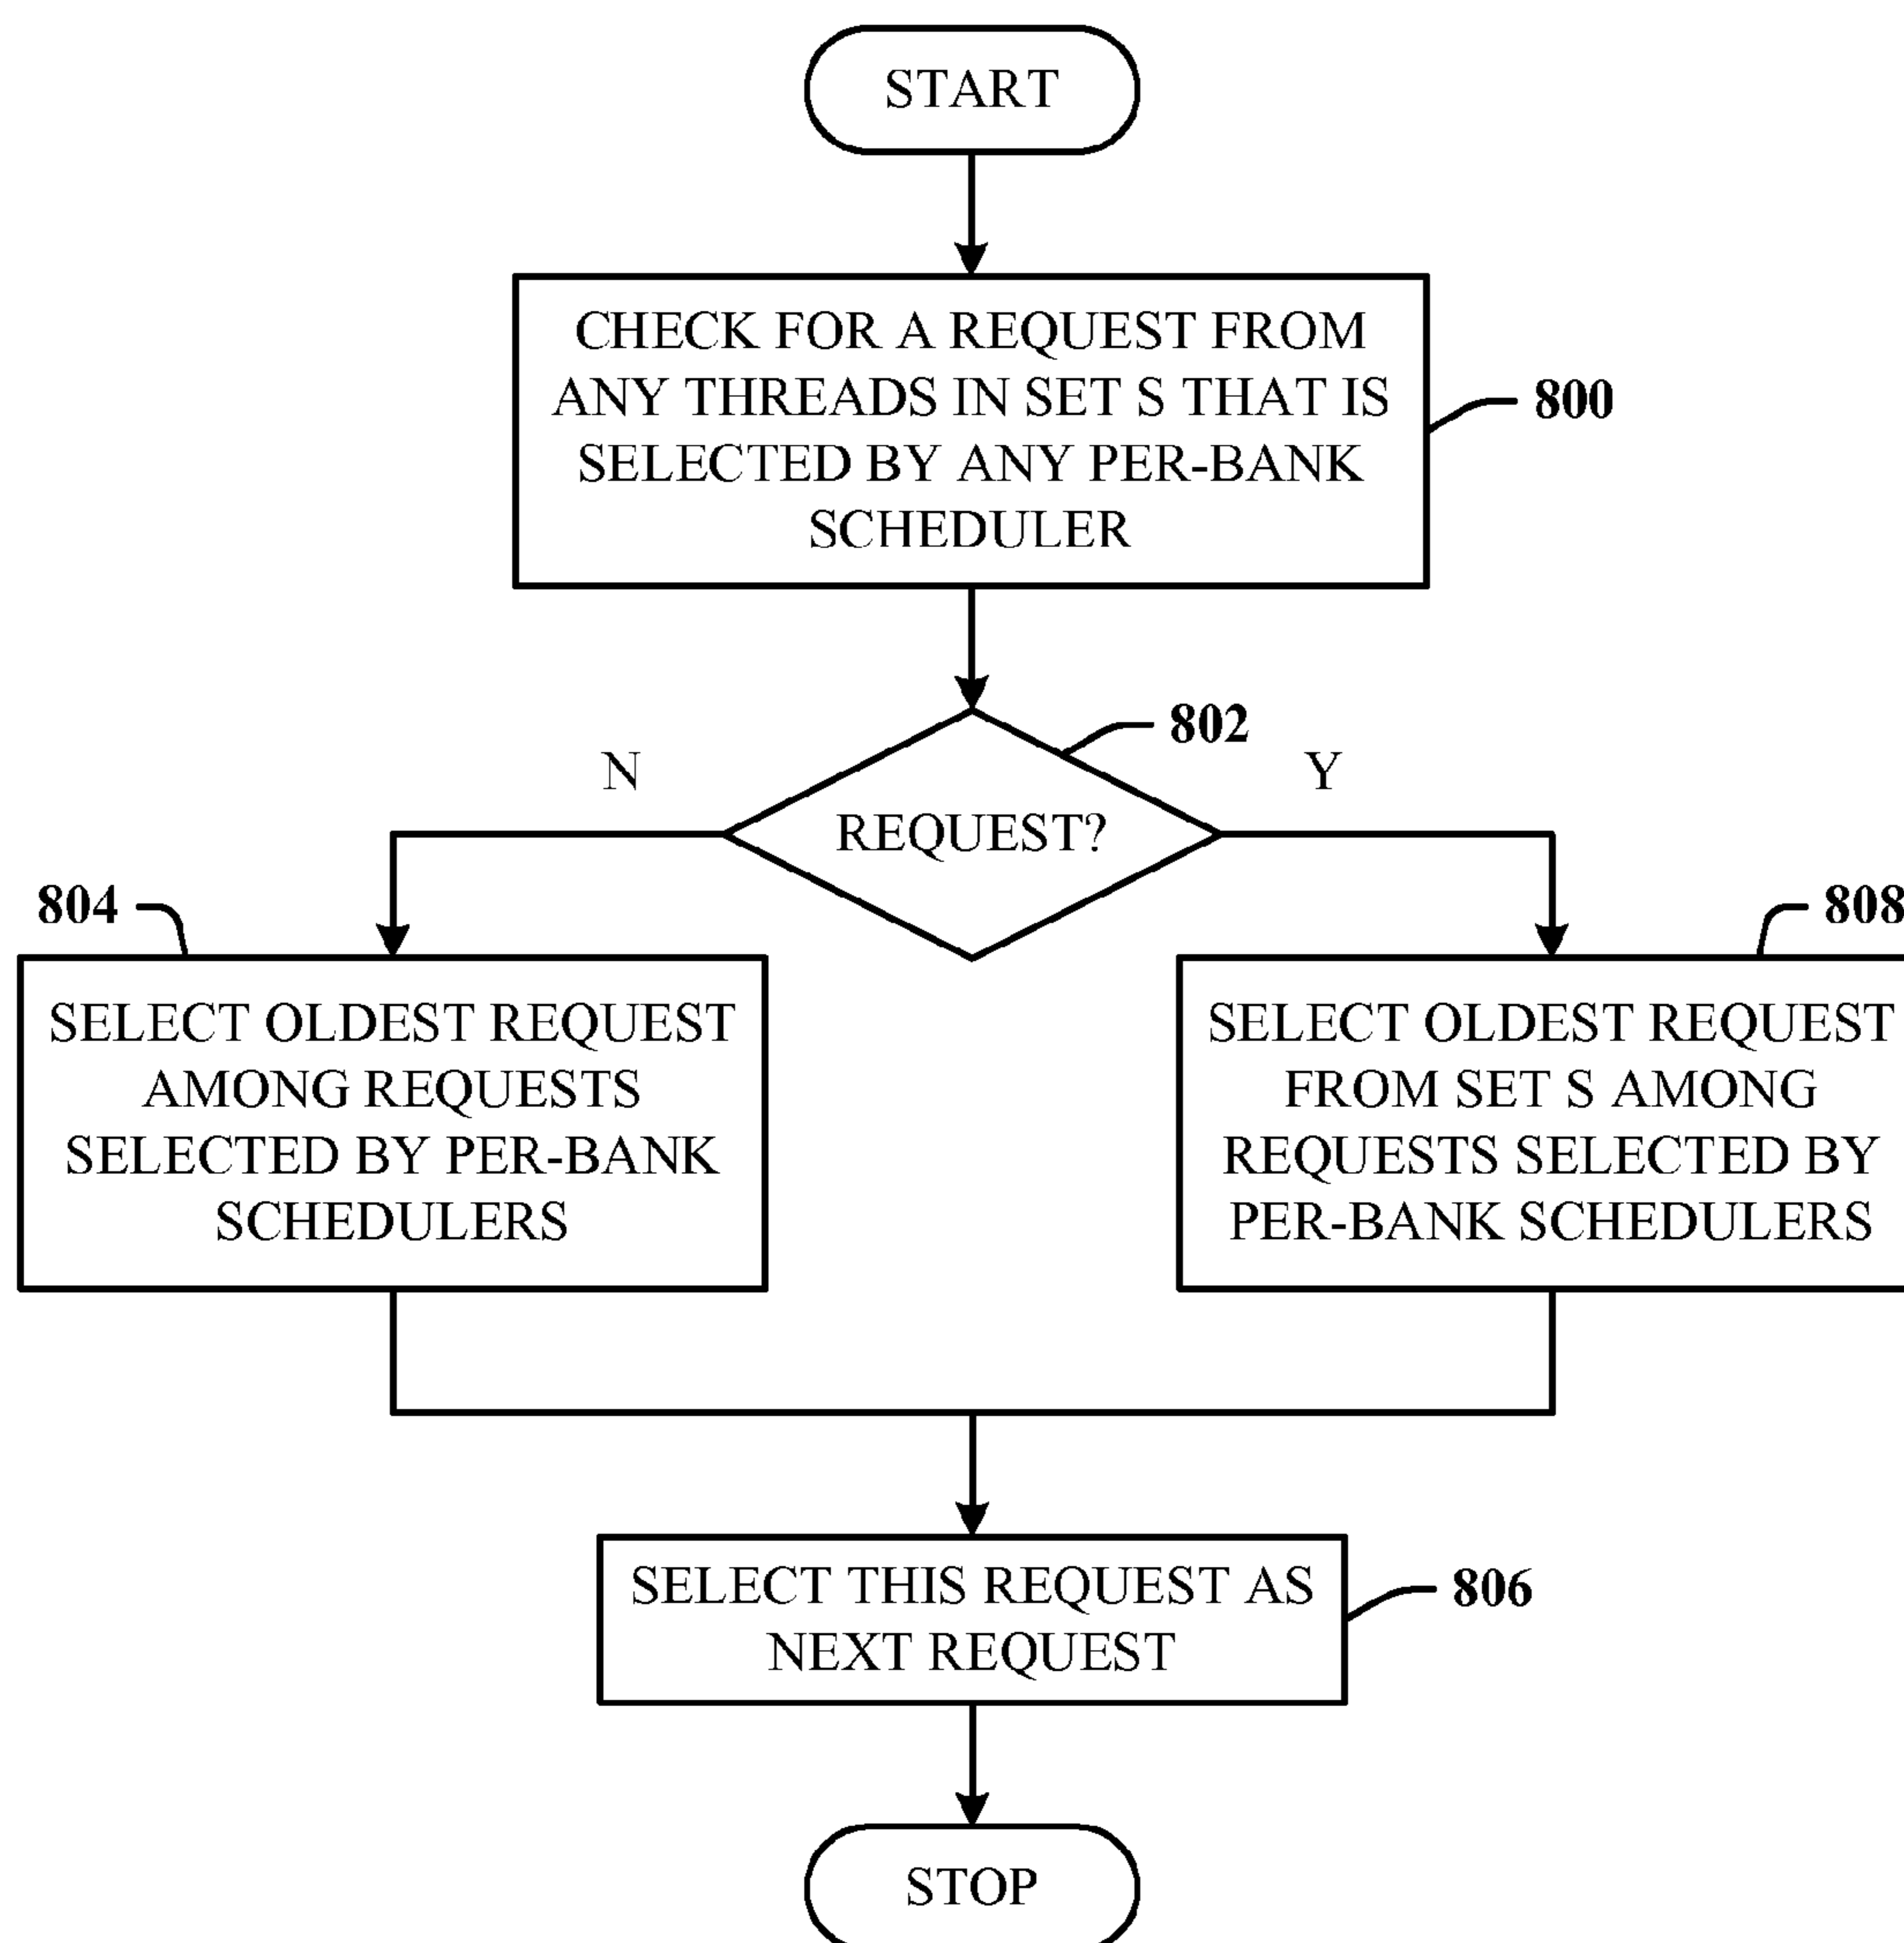 START
CHECK FOR A REQUEST FROM
ANY THREADS IN SET S THAT IS
SELECTED BY ANY PER-BANK
SCHEDULER
800
802
N
Y
REQUEST?
804
808
SELECT OLDEST REQUEST
AMONG REQUESTS
SELECTED BY PER-BANK
SCHEDULERS
SELECT OLDEST REQUEST
FROM SET S AMONG
REQUESTS SELECTED BY
PER-BANK SCHEDULERS
SELECT THIS REQUEST AS
NEXT REQUEST
806
STOP